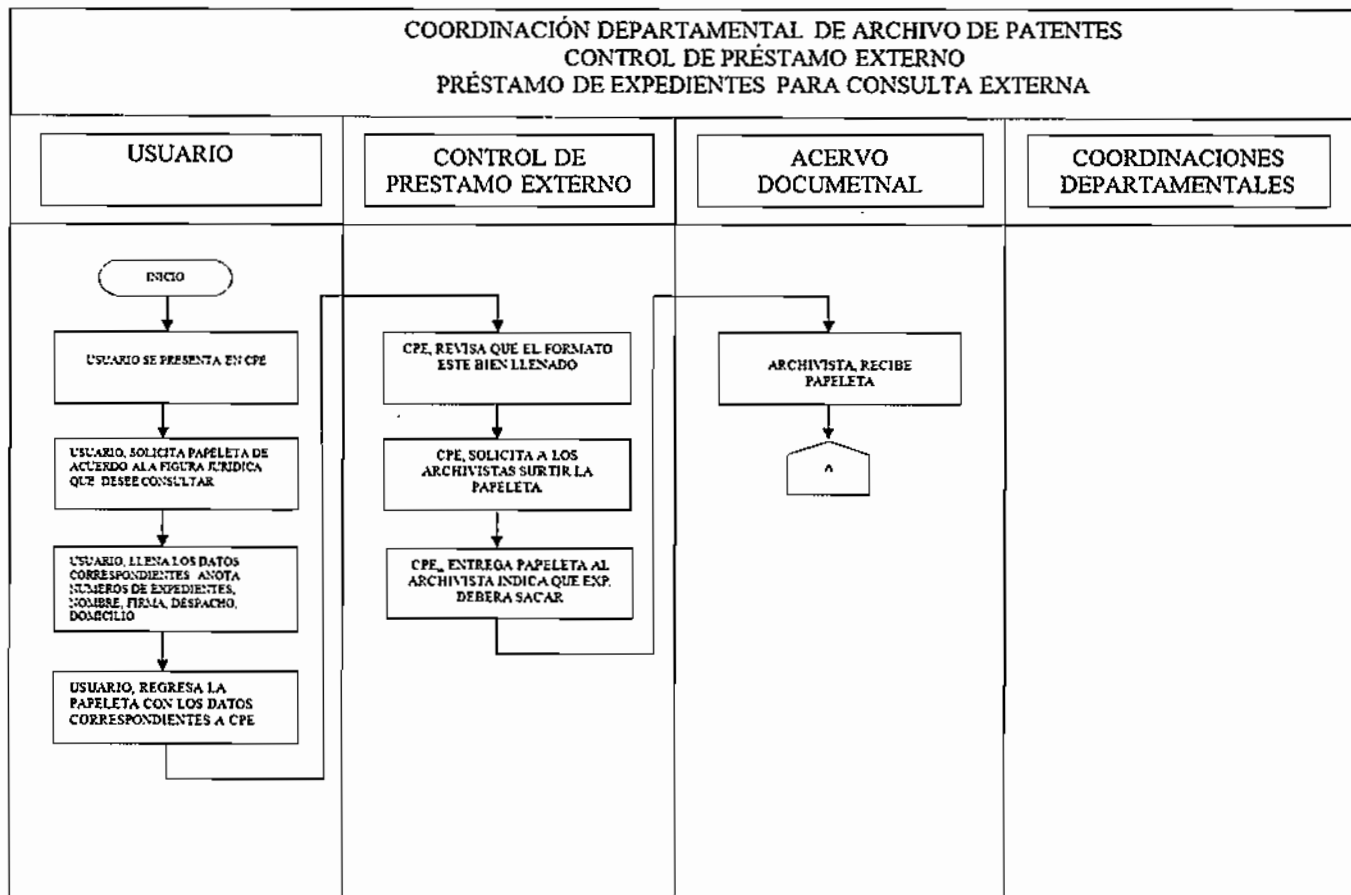 COORDINACIÓN DEPARTAMENTAL DE ARCHIVO DE PATENTES
CONTROL DE PRÉSTAMO EXTERNO
PRÉSTAMO DE EXPEDIENTES PARA CONSULTA EXTERNA
USUARIO
CONTROL DE
PRESTAMO EXTERNO
ACERVO
DOCUMETNAL
COORDINACIONES
DEPARTAMENTALES
INICIO
USUARIO SE PRESENTA EN CPE
USUARIO, SOLICITA PAPELETA DE
ACUERDO ALA FIGURA JURIDICA
QUE DESEE CONSULTAR
USUARIO, LLENA LOS DATOS
CORRESPONDIENTES ANOTA
NUMEROS DE EXPEDIENTES,
NOMBRE, FIRMA, DESPACHO,
DOMICILIO
USUARIO, REGRESA LA
PAPELETA CON LOS DATOS
CORRESPONDIENTES A CPE
CPE, REVISA QUE EL FORMATO
ESTE BIEN LLENADO
CPE, SOLICITA A LOS
ARCHIVISTAS SURTIR LA
PAPELETA
CPE,, ENTREGA PAPELETA AL
ARCHIVISTA INDICA QUE EXP.
DEBERA SACAR
ARCHIVISTA, RECIBE
PAPELETA
A